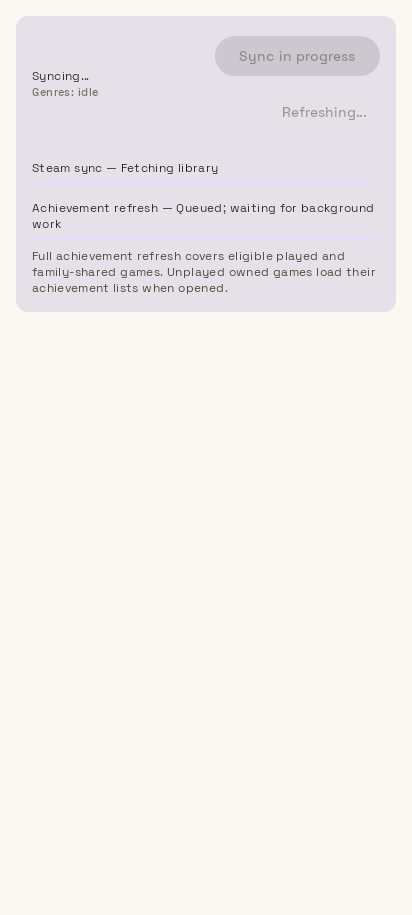 Sync in progress
Syncing…
Genres: idle
Refreshing...
Steam sync — Fetching library
Achievement refresh — Queued; waiting for background
work
Full achievement refresh covers eligible played and
family-shared games. Unplayed owned games load their
achievement lists when opened.